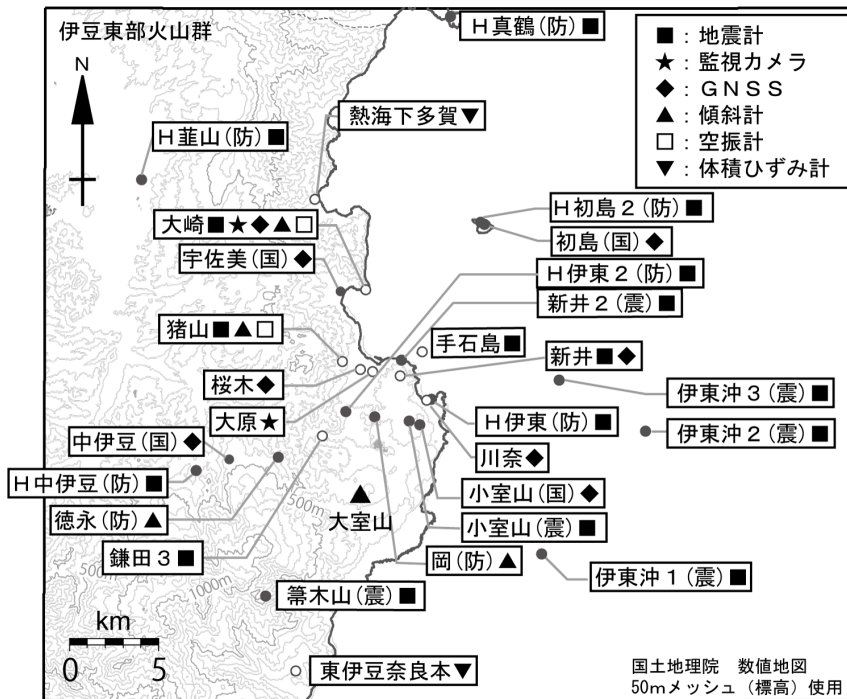 伊豆東部火山群
N
H真鶴(防)■
■：地震計
★：監視カメラ
◆：GNSS
▲：傾斜計
□：空振計
▼：体積ひずみ計
熱海下多賀▼
H韮山(防)■
H初島2(防)■
初島(国)◆
大崎■★◆▲□
宇佐美(国)◆
H伊東2(防)■
新井2(震)■
猪山■▲□
手石島■
新井■◆
桜木◆
伊東沖3(震)■
大原★
H伊東(防)■
伊東沖2(震)■
中伊豆(国)◆
川奈◆
H中伊豆(防)■
小室山(国)◆
500m
徳永(防)▲
大室山
小室山(震)■
鎌田3■
岡(防)▲
500m
1000m
伊東沖1(震)■
箒木山(震)■
km
0 5
東伊豆奈良本▼
国土地理院 数値地図
50mメッシュ（標高）使用